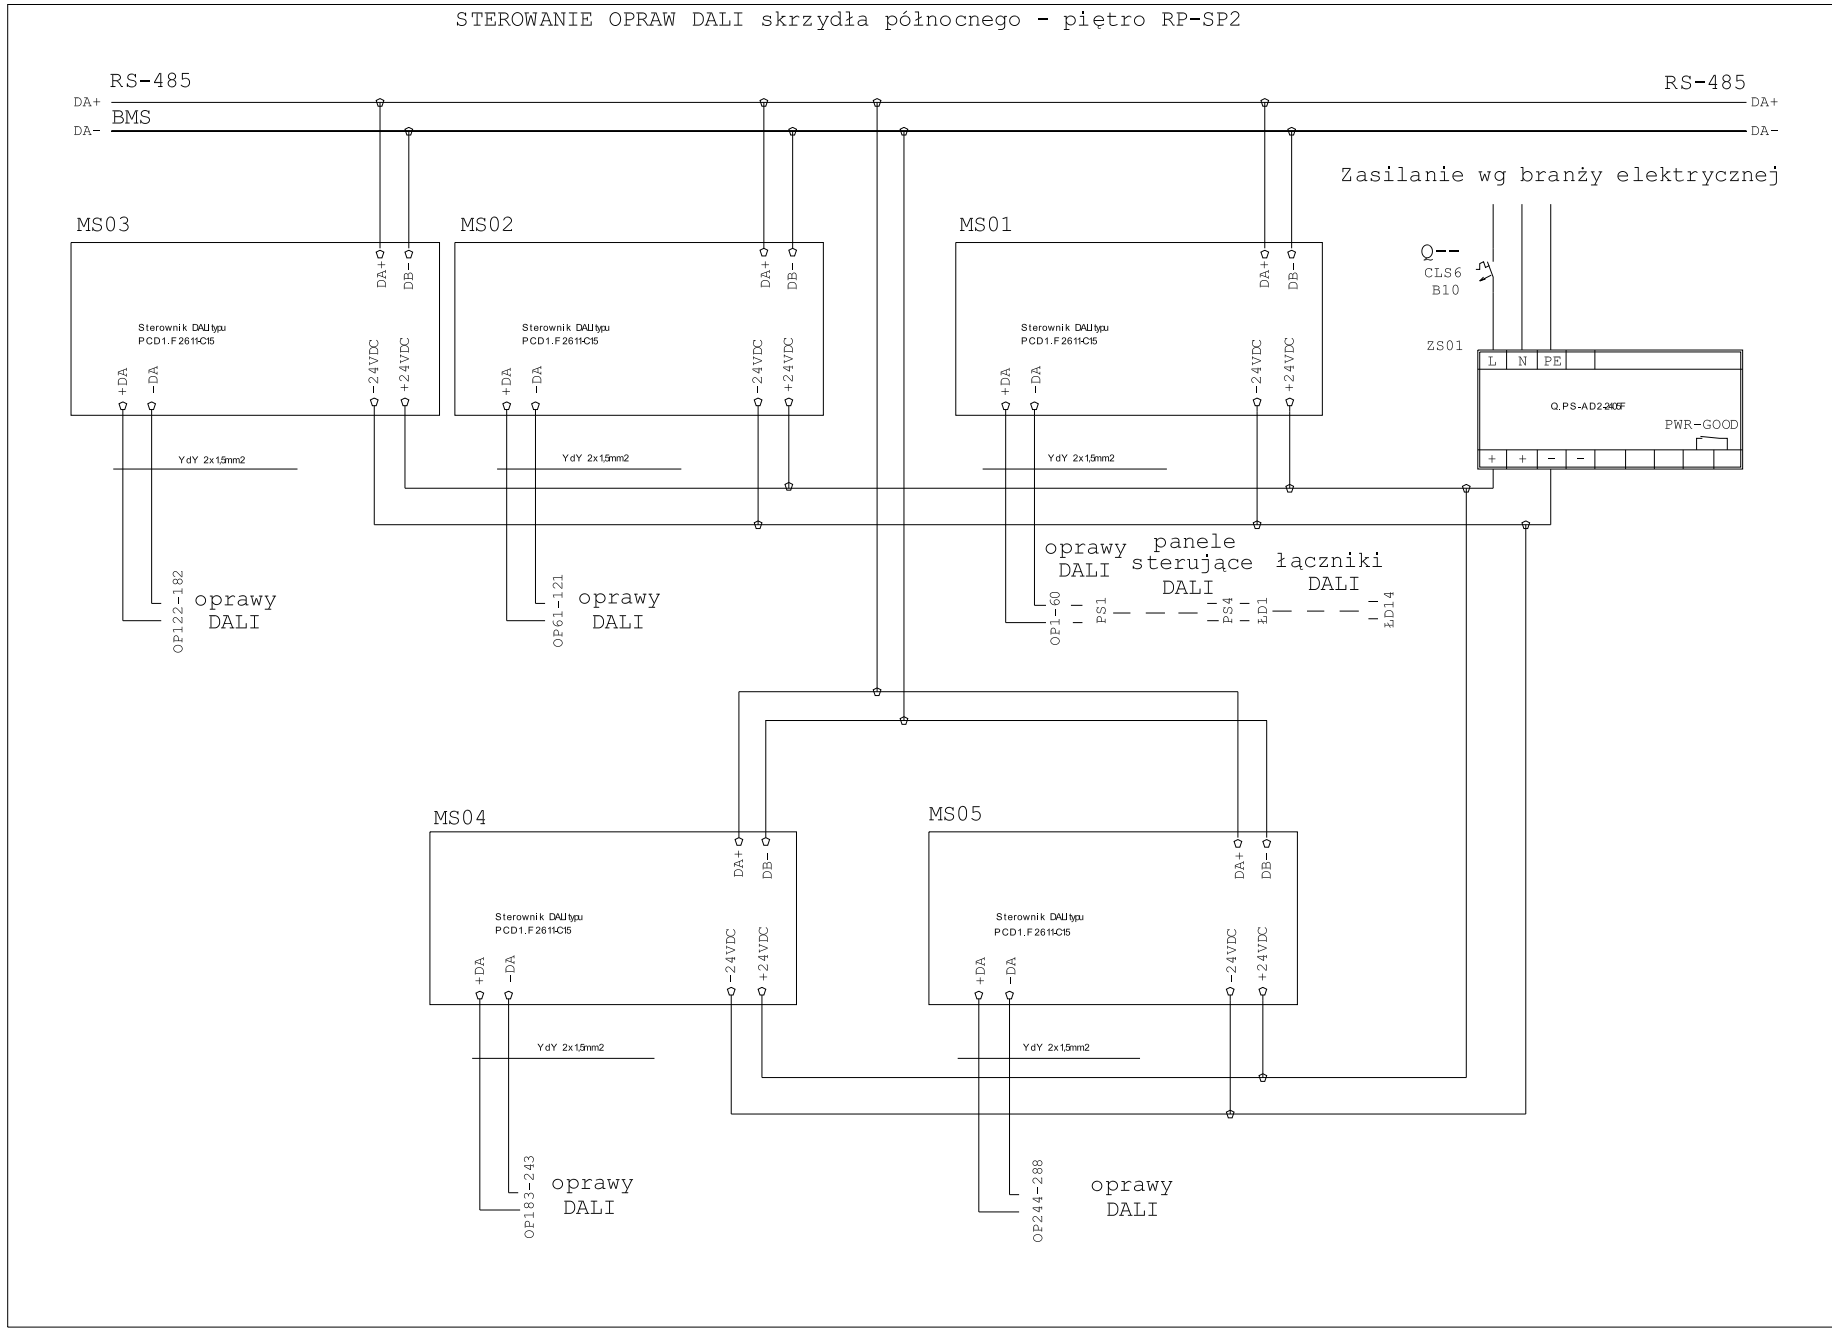 STEROWANIE OPRAW DALI skrzydła północnego - piętro RP-SP2
RS-485
RS-485
DA+
DA+
BMS
DA-
DA-
Zasilanie wg branży elektrycznej
MS03
DA+
DB-
Sterownik DALI typu
PCD1.F2611-C15
+DA
-DA
-24VDC
+24VDC
YdY 2x1,5mm2
OP122-182
oprawy
DALI
MS02
DA+
DB-
Sterownik DALI typu
PCD1.F2611-C15
+DA
-DA
-24VDC
+24VDC
YdY 2x1,5mm2
OP61-121
oprawy
DALI
MS01
DA+
DB-
Sterownik DALI typu
PCD1.F2611-C15
+DA
-DA
-24VDC
+24VDC
YdY 2x1,5mm2
oprawy
DALI
panele
sterujące
DALI
łączniki
DALI
OP1-60
PS1
PS4
ŁD1
ŁD14
Q--
CLS6
B10
ZS01
L N PE
Q.PS-AD2-2405F
PWR-GOOD
+ + - -
MS04
DA+
DB-
Sterownik DALI typu
PCD1.F2611-C15
+DA
-DA
-24VDC
+24VDC
YdY 2x1,5mm2
OP183-243
oprawy
DALI
MS05
DA+
DB-
Sterownik DALI typu
PCD1.F2611-C15
+DA
-DA
-24VDC
+24VDC
YdY 2x1,5mm2
OP244-288
oprawy
DALI